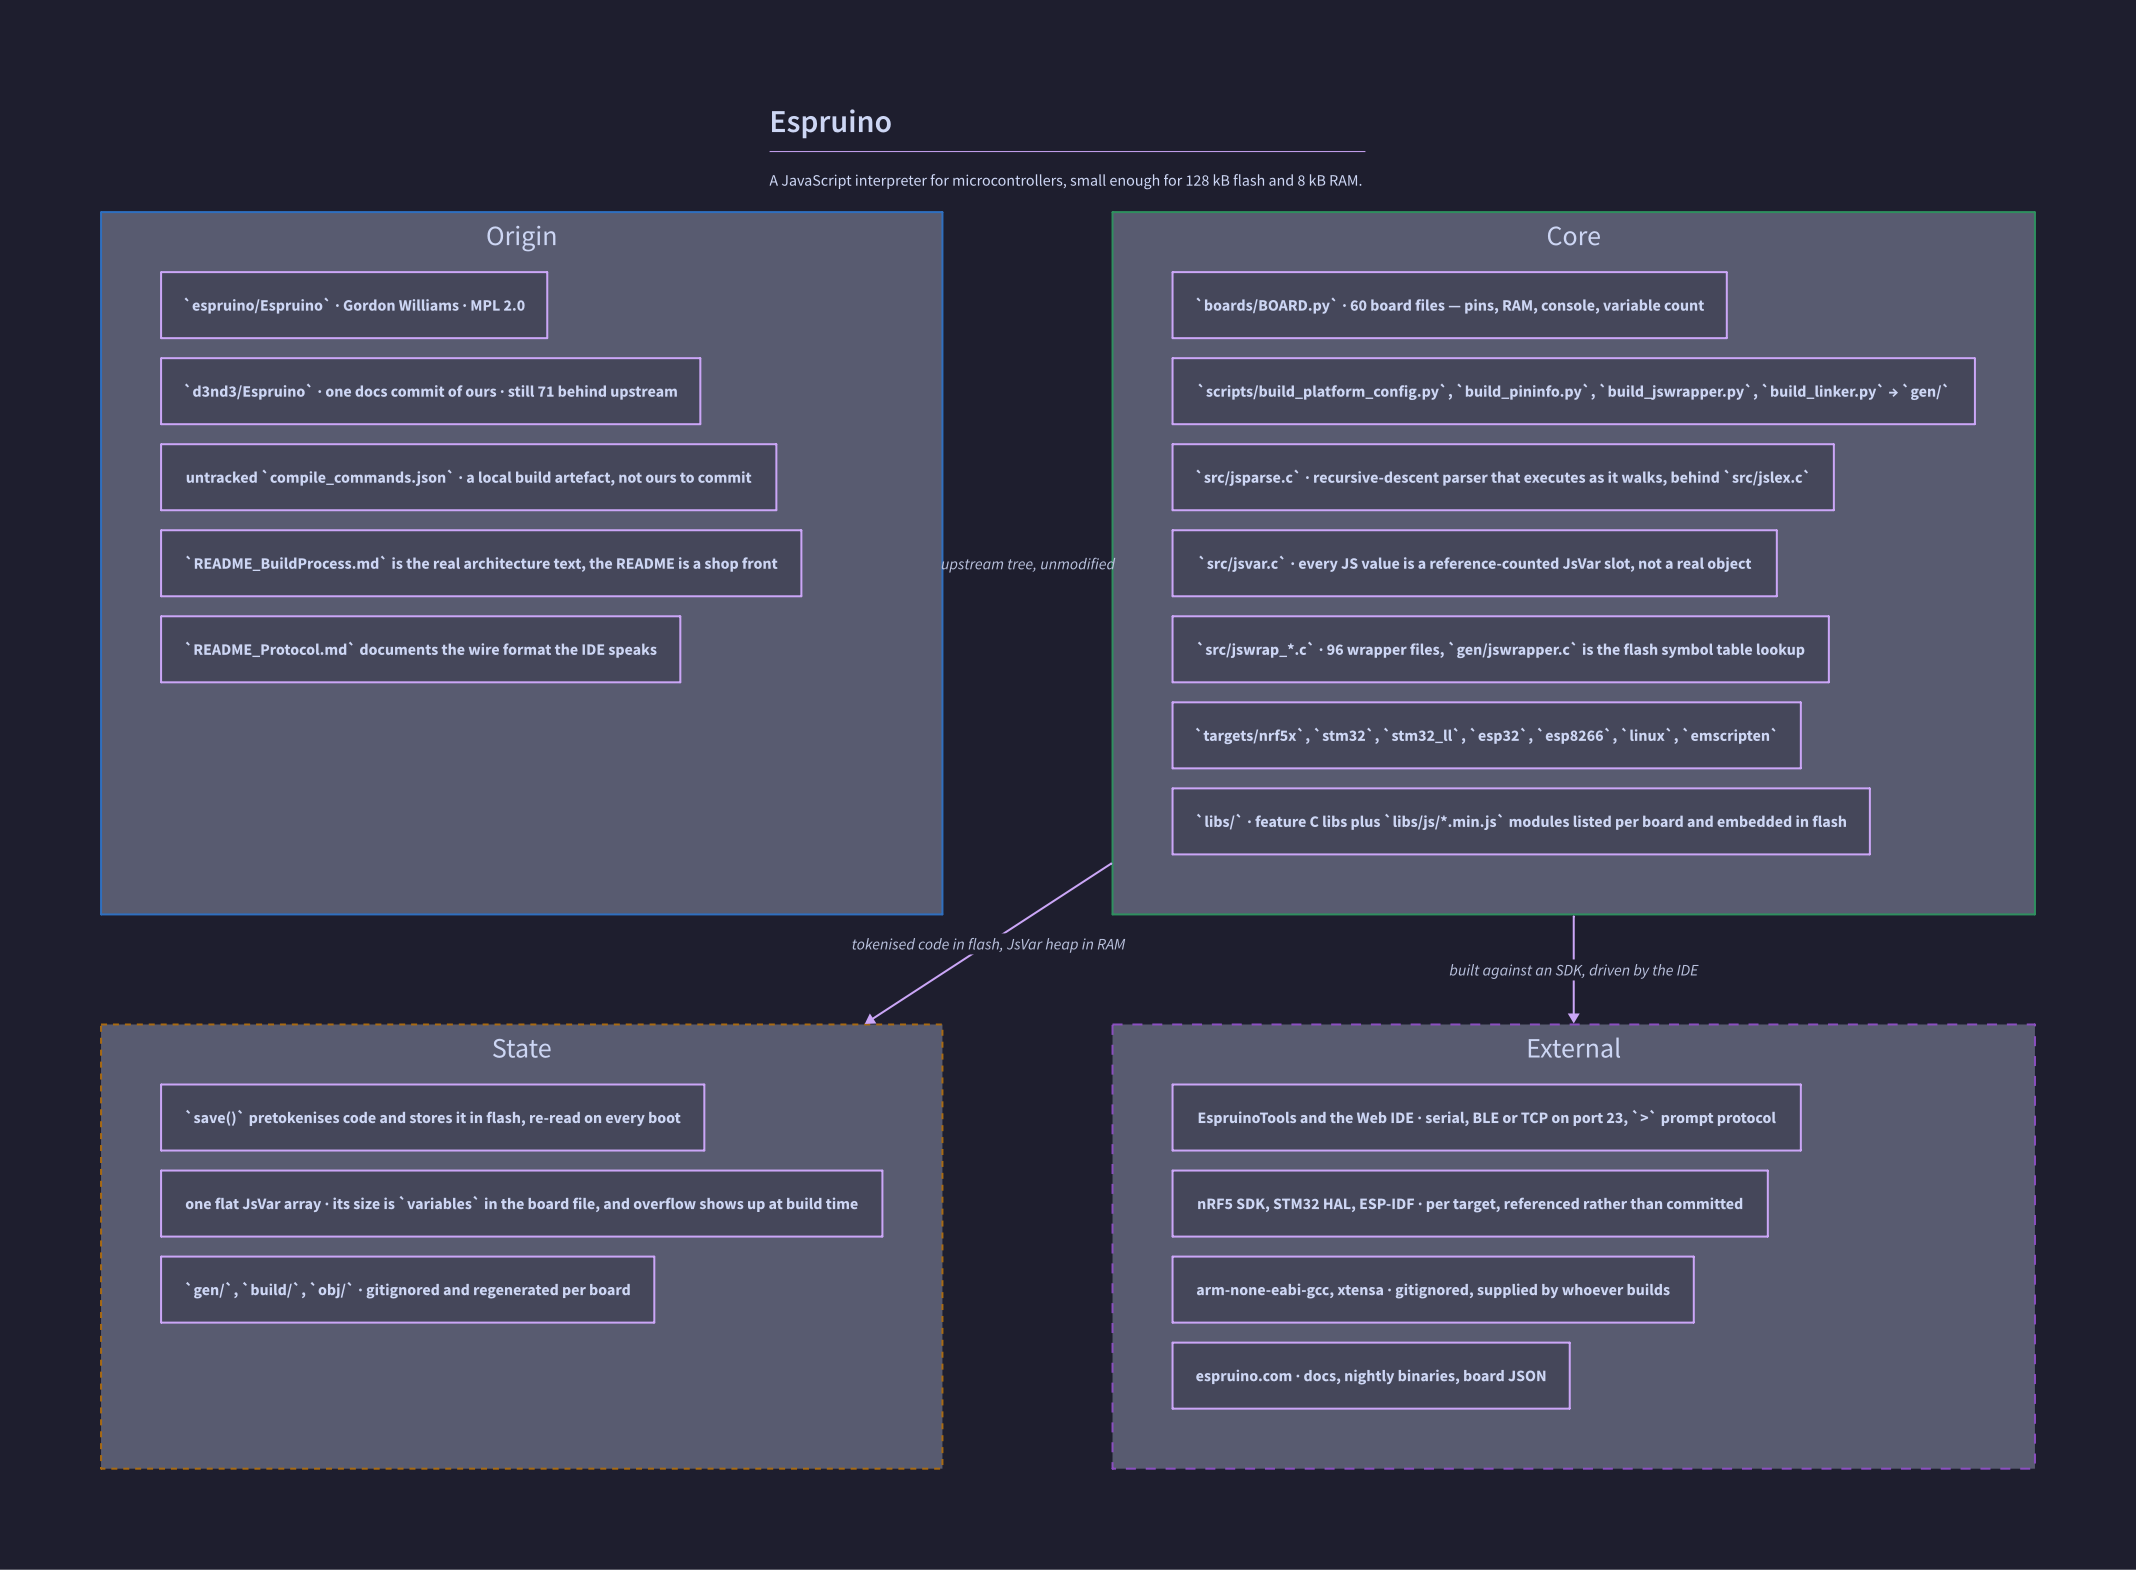 Espruino
A JavaScript interpreter for microcontrollers, small enough for 128 kB flash and 8 kB RAM.
Origin
`espruino/Espruino` · Gordon Williams · MPL 2.0
`d3nd3/Espruino` · one docs commit of ours · still 71 behind upstream
untracked `compile_commands.json` · a local build artefact, not ours to commit
`README_BuildProcess.md` is the real architecture text, the README is a shop front
`README_Protocol.md` documents the wire format the IDE speaks
upstream tree, unmodified
Core
`boards/BOARD.py` · 60 board files — pins, RAM, console, variable count
`scripts/build_platform_config.py`, `build_pininfo.py`, `build_jswrapper.py`, `build_linker.py` → `gen/`
`src/jsparse.c` · recursive-descent parser that executes as it walks, behind `src/jslex.c`
`src/jsvar.c` · every JS value is a reference-counted JsVar slot, not a real object
`src/jswrap_*.c` · 96 wrapper files, `gen/jswrapper.c` is the flash symbol table lookup
`targets/nrf5x`, `stm32`, `stm32_ll`, `esp32`, `esp8266`, `linux`, `emscripten`
`libs/` · feature C libs plus `libs/js/*.min.js` modules listed per board and embedded in flash
tokenised code in flash, JsVar heap in RAM
built against an SDK, driven by the IDE
State
`save()` pretokenises code and stores it in flash, re-read on every boot
one flat JsVar array · its size is `variables` in the board file, and overflow shows up at build time
`gen/`, `build/`, `obj/` · gitignored and regenerated per board
External
EspruinoTools and the Web IDE · serial, BLE or TCP on port 23, `>` prompt protocol
nRF5 SDK, STM32 HAL, ESP-IDF · per target, referenced rather than committed
arm-none-eabi-gcc, xtensa · gitignored, supplied by whoever builds
espruino.com · docs, nightly binaries, board JSON